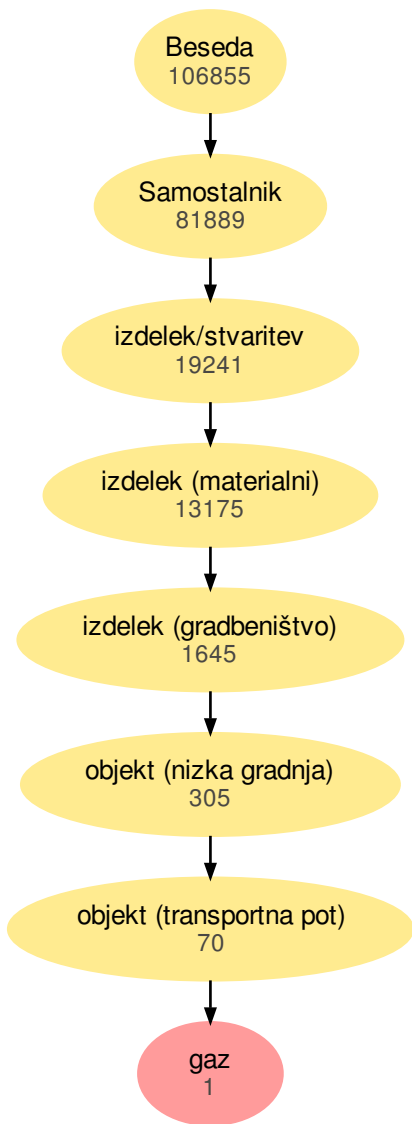 Beseda
106855
Samostalnik
81889
izdelek/stvaritev
19241
izdelek (materialni)
13175
izdelek (gradbeništvo)
1645
objekt (nizka gradnja)
305
objekt (transportna pot)
70
gaz
1